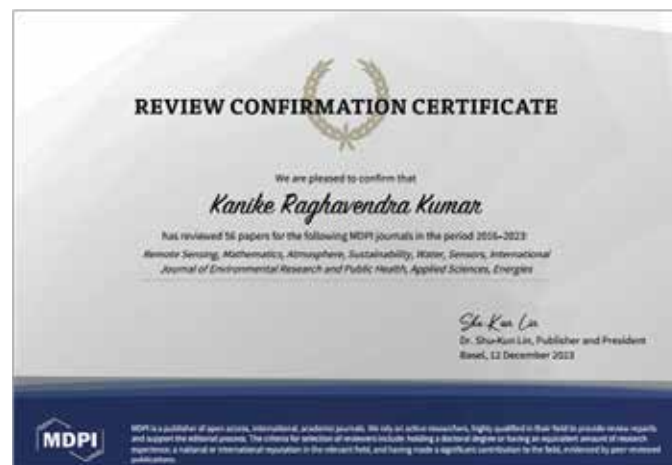 REVIEW CONFIRMATION CERTIFICATE
We are pleased to confirm that
Kanike Raghavendra Kumar
has reviewed 56 papers for the following MDPI journals in the period 2016–2023:
Remote Sensing, Mathematics, Atmosphere, Sustainability, Water, Sensors, International
Journal of Environmental Research and Public Health, Applied Sciences, Energies
Shu-Kun Lin
Dr. Shu-Kun Lin, Publisher and President
Basel, 12 December 2023
MDPI
MDPI is a publisher of open access, international, academic journals. We rely on active researchers, highly qualified in their field to provide review reports
and support the editorial process. The criteria for selection of reviewers include: holding a doctoral degree or having an equivalent amount of research
experience; a national or international reputation in the relevant field; and having made a significant contribution to the field, evidenced by peer-reviewed
publications.